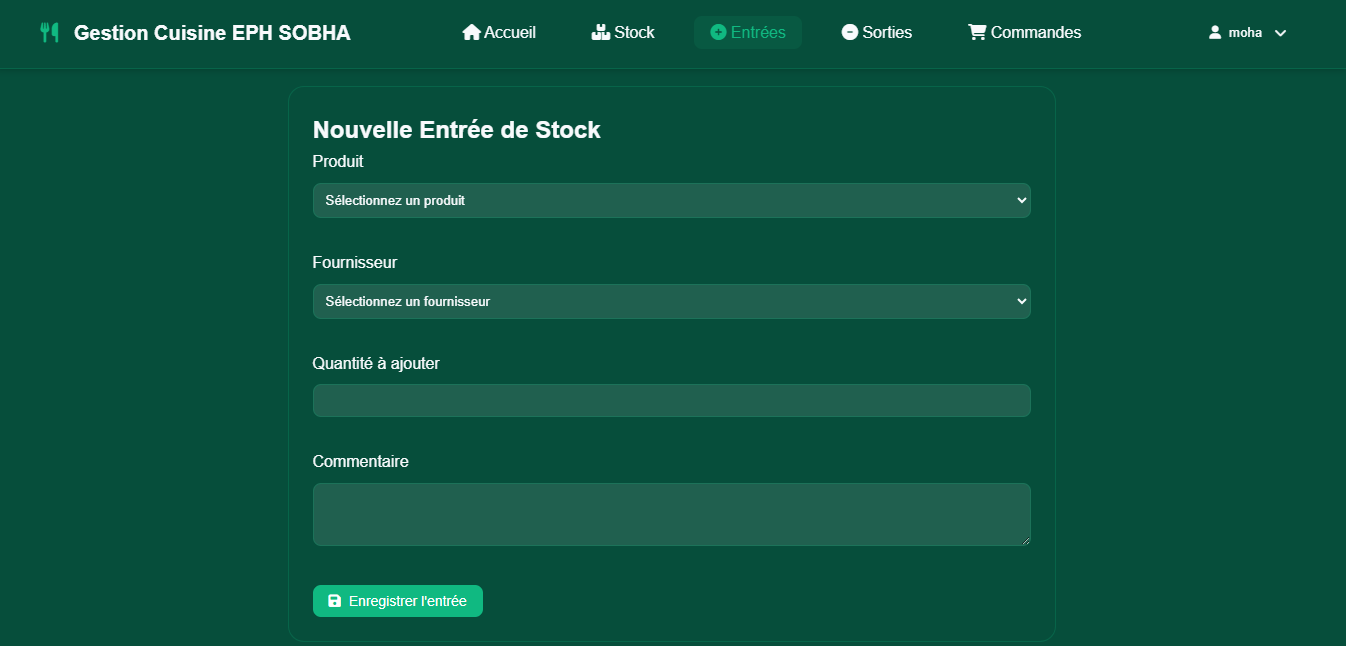 Gestion Cuisine EPH SOBHA
Accueil
Stock
Entrées
Sorties
Commandes
moha
Nouvelle Entrée de Stock
Produit
Sélectionnez un produit
Fournisseur
Sélectionnez un fournisseur
Quantité à ajouter
Commentaire
Enregistrer l'entrée